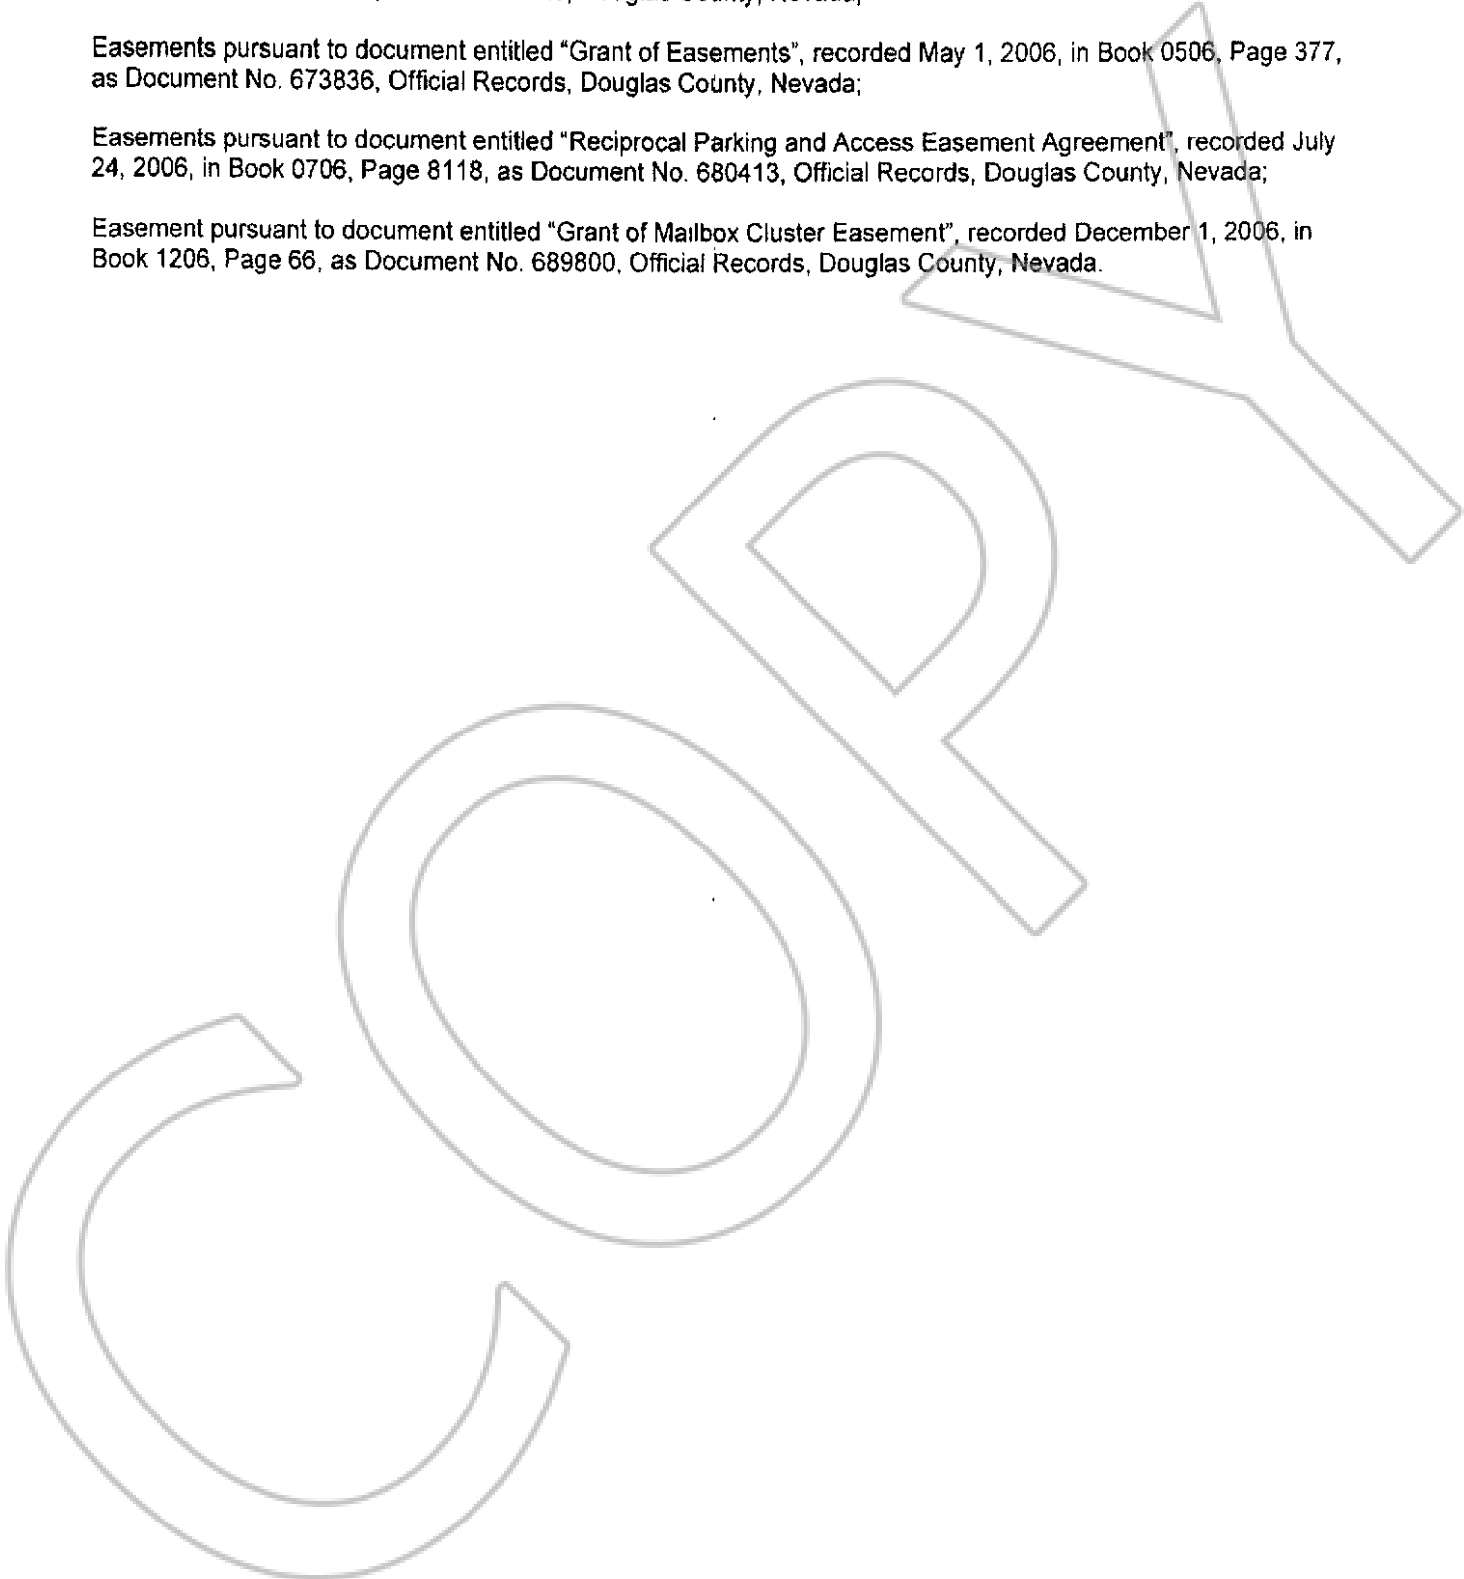 Easements pursuant to document entitled “Grant of Easements”, recorded May 1, 2006, in Book 0506, Page 377,
as Document No. 673836, Official Records, Douglas County, Nevada;
Easements pursuant to document entitled “Reciprocal Parking and Access Easement Agreement”, recorded July
24, 2006, in Book 0706, Page 8118, as Document No. 680413, Official Records, Douglas County, Nevada;
Easement pursuant to document entitled “Grant of Mailbox Cluster Easement”, recorded December 1, 2006, in
Book 1206, Page 66, as Document No. 689800, Official Records, Douglas County, Nevada.
COPY